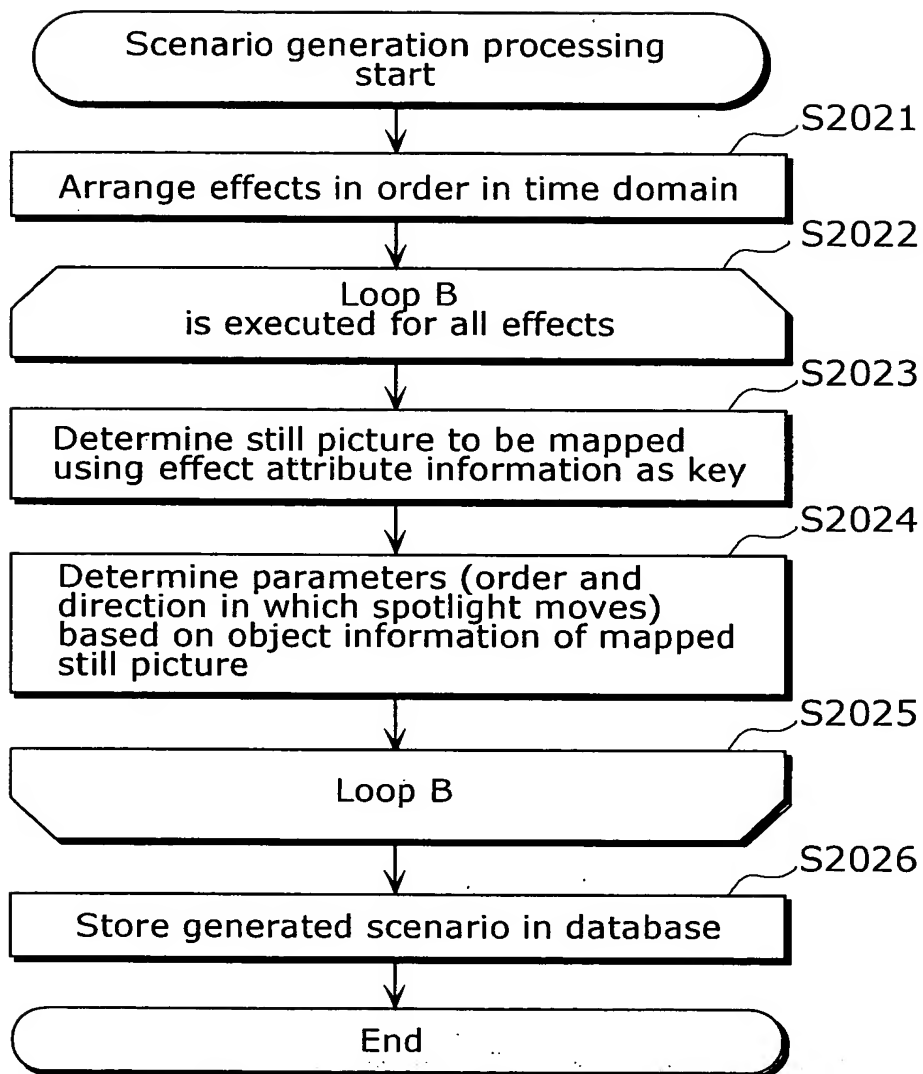 Scenario generation processing
start
S2021
Arrange effects in order in time domain
S2022
Loop B
is executed for all effects
S2023
Determine still picture to be mapped
using effect attribute information as key
S2024
Determine parameters (order and
direction in which spotlight moves)
based on object information of mapped
still picture
S2025
Loop B
S2026
Store generated scenario in database
End